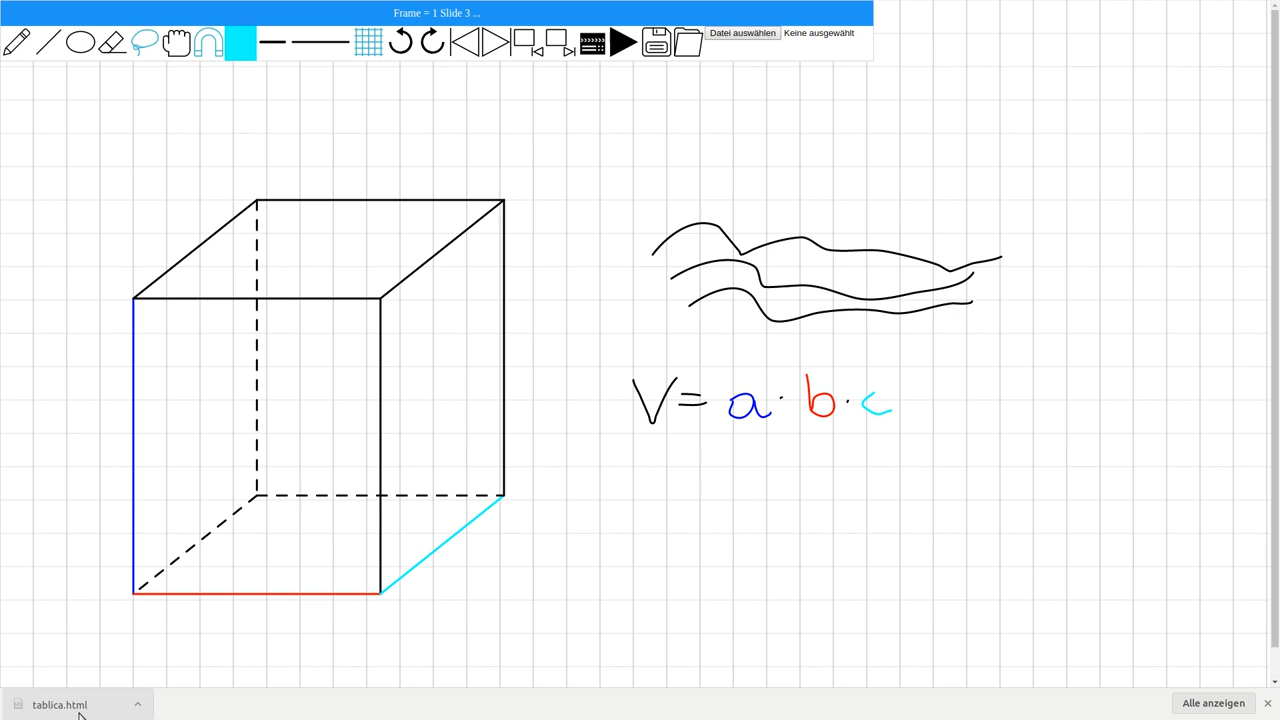 Frame = 1 Slide 3 ...
Datei auswählen Keine ausgewählt
V = a · b · c
tablica.html
Alle anzeigen